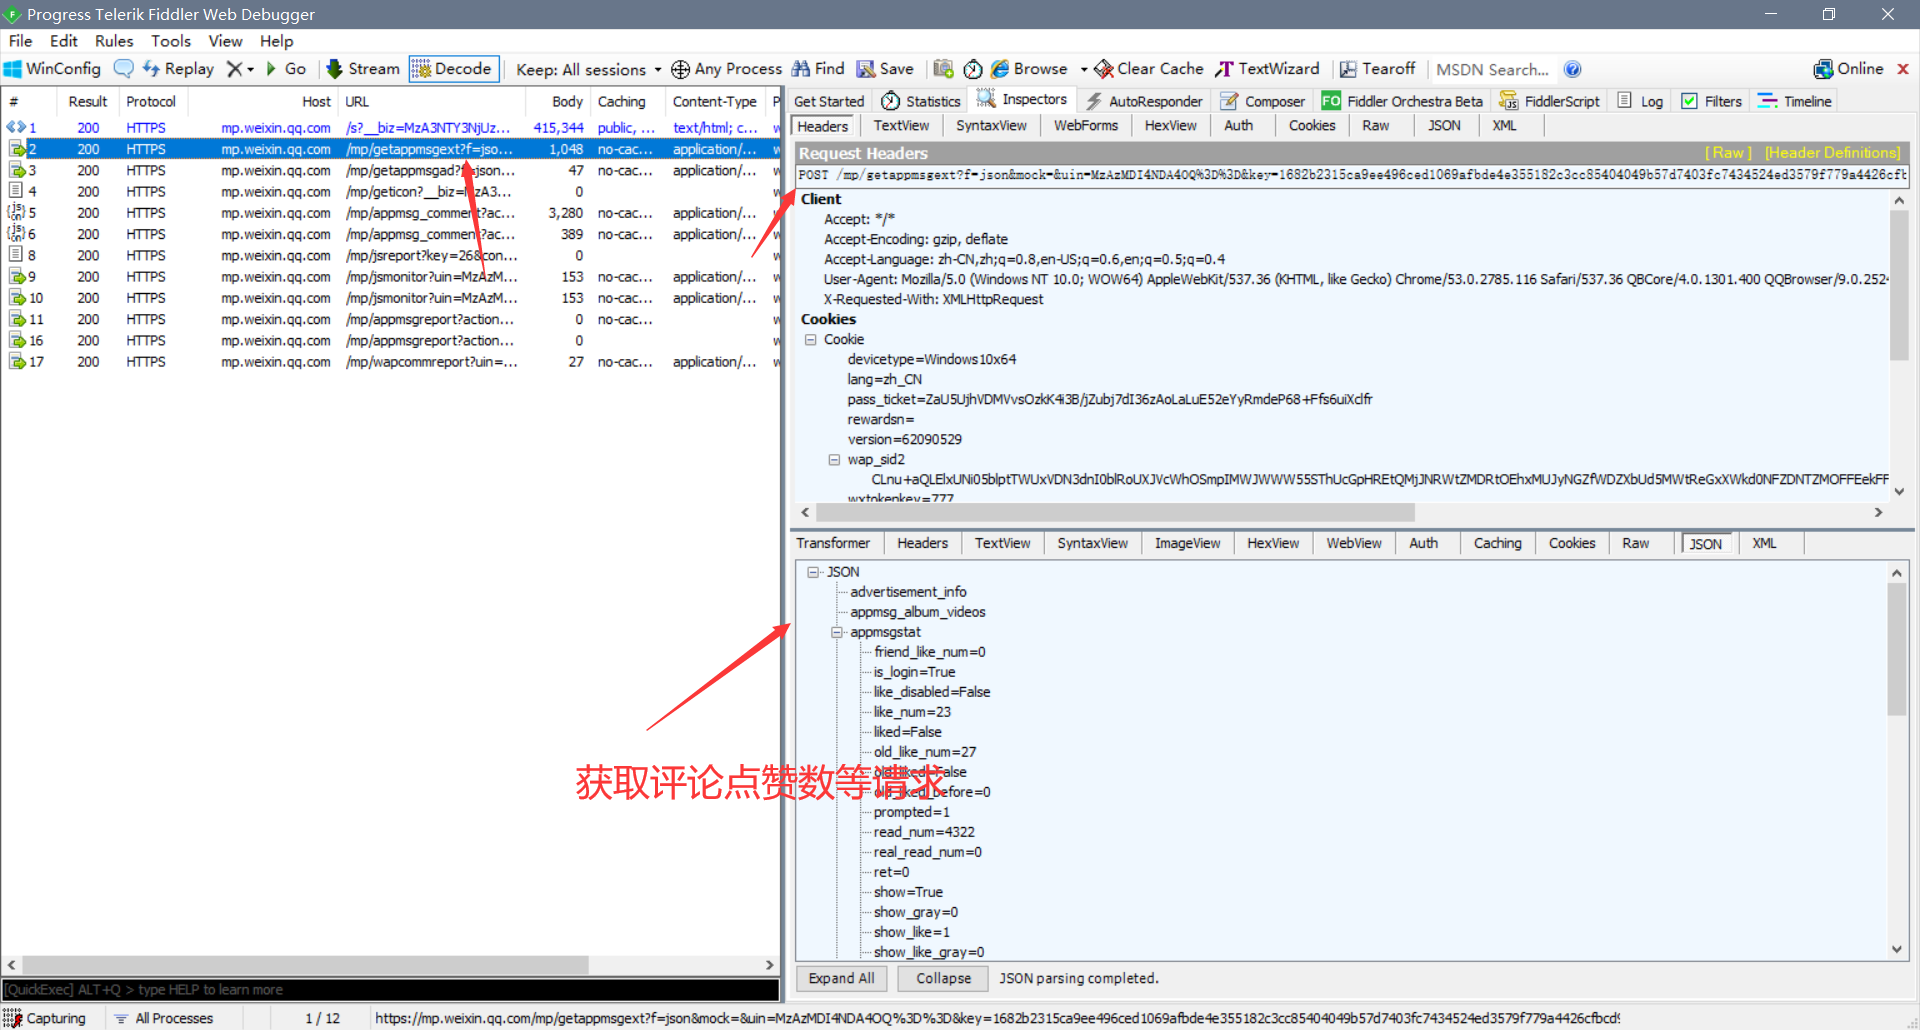 Progress Telerik Fiddler Web Debugger
File Edit Rules Tools View Help
WinConfig Replay Go Stream Decode Keep: All sessions Any Process Find Save Browse Clear Cache TextWizard Tearoff MSDN Search... Online
# Result Protocol Host URL Body Caching Content-Type P
1 200 HTTPS mp.weixin.qq.com /s?__biz=MzA3NTY3NjUz... 415,344 public, ... text/html; c... w
2 200 HTTPS mp.weixin.qq.com /mp/getappmsgext?f=jso... 1,048 no-cac... application/... w
3 200 HTTPS mp.weixin.qq.com /mp/getappmsgad?f=json... 47 no-cac... application/... w
4 200 HTTPS mp.weixin.qq.com /mp/geticon?__biz=MzA3... 0 w
5 200 HTTPS mp.weixin.qq.com /mp/appmsg_comment?ac... 3,280 no-cac... application/... w
6 200 HTTPS mp.weixin.qq.com /mp/appmsg_comment?ac... 389 no-cac... application/... w
8 200 HTTPS mp.weixin.qq.com /mp/jsreport?key=26&con... 0 w
9 200 HTTPS mp.weixin.qq.com /mp/jsmonitor?uin=MzAzM... 153 no-cac... application/... w
10 200 HTTPS mp.weixin.qq.com /mp/jsmonitor?uin=MzAzM... 153 no-cac... application/... w
11 200 HTTPS mp.weixin.qq.com /mp/appmsgreport?action... 0 no-cac... w
16 200 HTTPS mp.weixin.qq.com /mp/appmsgreport?action... 0 w
17 200 HTTPS mp.weixin.qq.com /mp/wapcommreport?uin=... 27 no-cac... application/... w
Get Started Statistics Inspectors AutoResponder Composer FO Fiddler Orchestra Beta FiddlerScript Log Filters Timeline
Headers TextView SyntaxView WebForms HexView Auth Cookies Raw JSON XML
Request Headers [ Raw ] [Header Definitions]
POST /mp/getappmsgext?f=json&mock=&uin=MzAzMDI4NDA4OQ%3D%3D&key=1682b2315ca9ee496ced1069afbde4e355182c3cc85404049b57d7403fc7434524ed3579f779a4426cfb
Client
Accept: */*
Accept-Encoding: gzip, deflate
Accept-Language: zh-CN,zh;q=0.8,en-US;q=0.6,en;q=0.5;q=0.4
User-Agent: Mozilla/5.0 (Windows NT 10.0; WOW64) AppleWebKit/537.36 (KHTML, like Gecko) Chrome/53.0.2785.116 Safari/537.36 QBCore/4.0.1301.400 QQBrowser/9.0.2524
X-Requested-With: XMLHttpRequest
Cookies
Cookie
devicetype=Windows10x64
lang=zh_CN
pass_ticket=ZaU5UjhVDMVvsOzkK4i3B/jZubj7dI36zAoLaLuE52eYyRmdeP68+Ffs6uiXclfr
rewardsn=
version=62090529
wap_sid2
wxtokenkey=777
Transformer Headers TextView SyntaxView ImageView HexView WebView Auth Caching Cookies Raw JSON XML
JSON
advertisement_info
appmsg_album_videos
appmsgstat
friend_like_num=0
is_login=True
like_disabled=False
like_num=23
liked=False
old_like_num=27
old_liked=False
获取评论点赞数等请求
old_liked_before=0
prompted=1
read_num=4322
real_read_num=0
ret=0
show=True
show_gray=0
show_like=1
show_like_gray=0
Expand All Collapse JSON parsing completed.
[QuickExec] ALT+Q > type HELP to learn more
Capturing All Processes 1 / 12 https://mp.weixin.qq.com/mp/getappmsgext?f=json&mock=&uin=MzAzMDI4NDA4OQ%3D%3D&key=1682b2315ca9ee496ced1069afbde4e355182c3cc85404049b57d7403fc7434524ed3579f779a4426cfbcd9